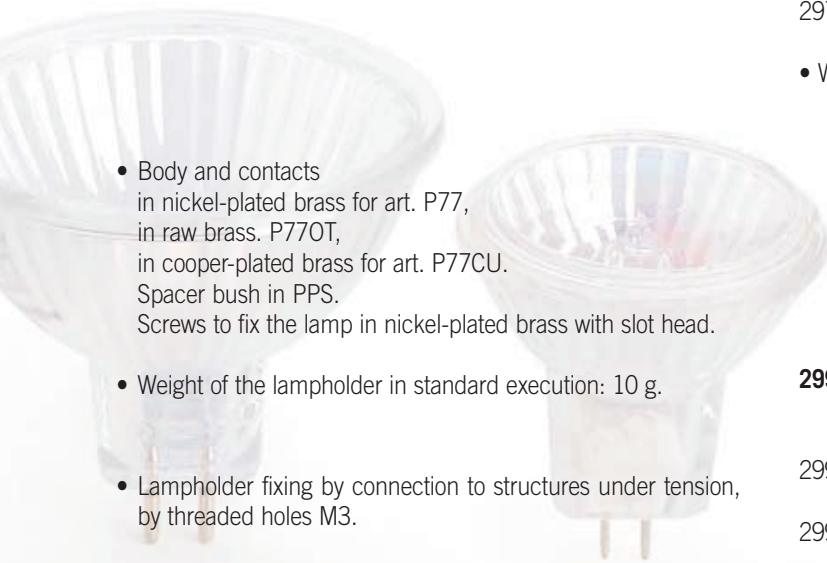 • Body and contacts
in nickel-plated brass for art. P77,
in raw brass. P77OT,
in cooper-plated brass for art. P77CU.
Spacer bush in PPS.
Screws to fix the lamp in nickel-plated brass with slot head.
• Weight of the lampholder in standard execution: 10 g.
• Lampholder fixing by connection to structures under tension,
by threaded holes M3.